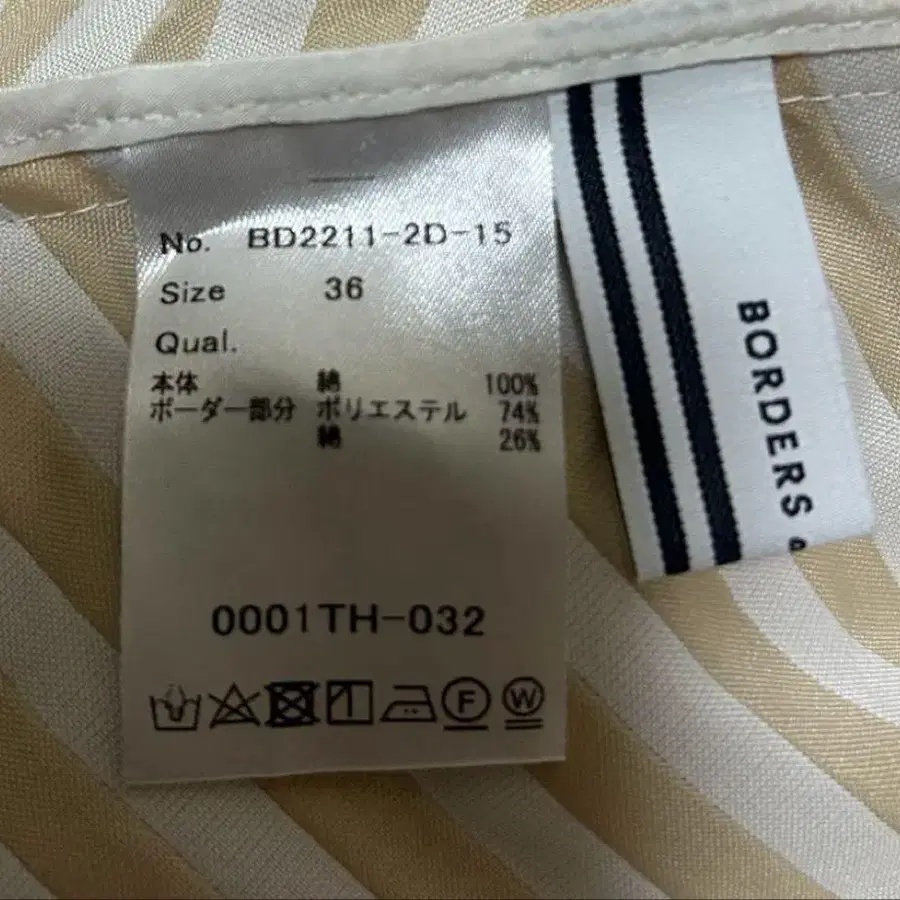 No. BD2211-2D-15
Size 36
Qual.
本体 綿 100%
ボーダー部分 ポリエステル 74%
綿 26%
0001TH-032
F W
BORDERS